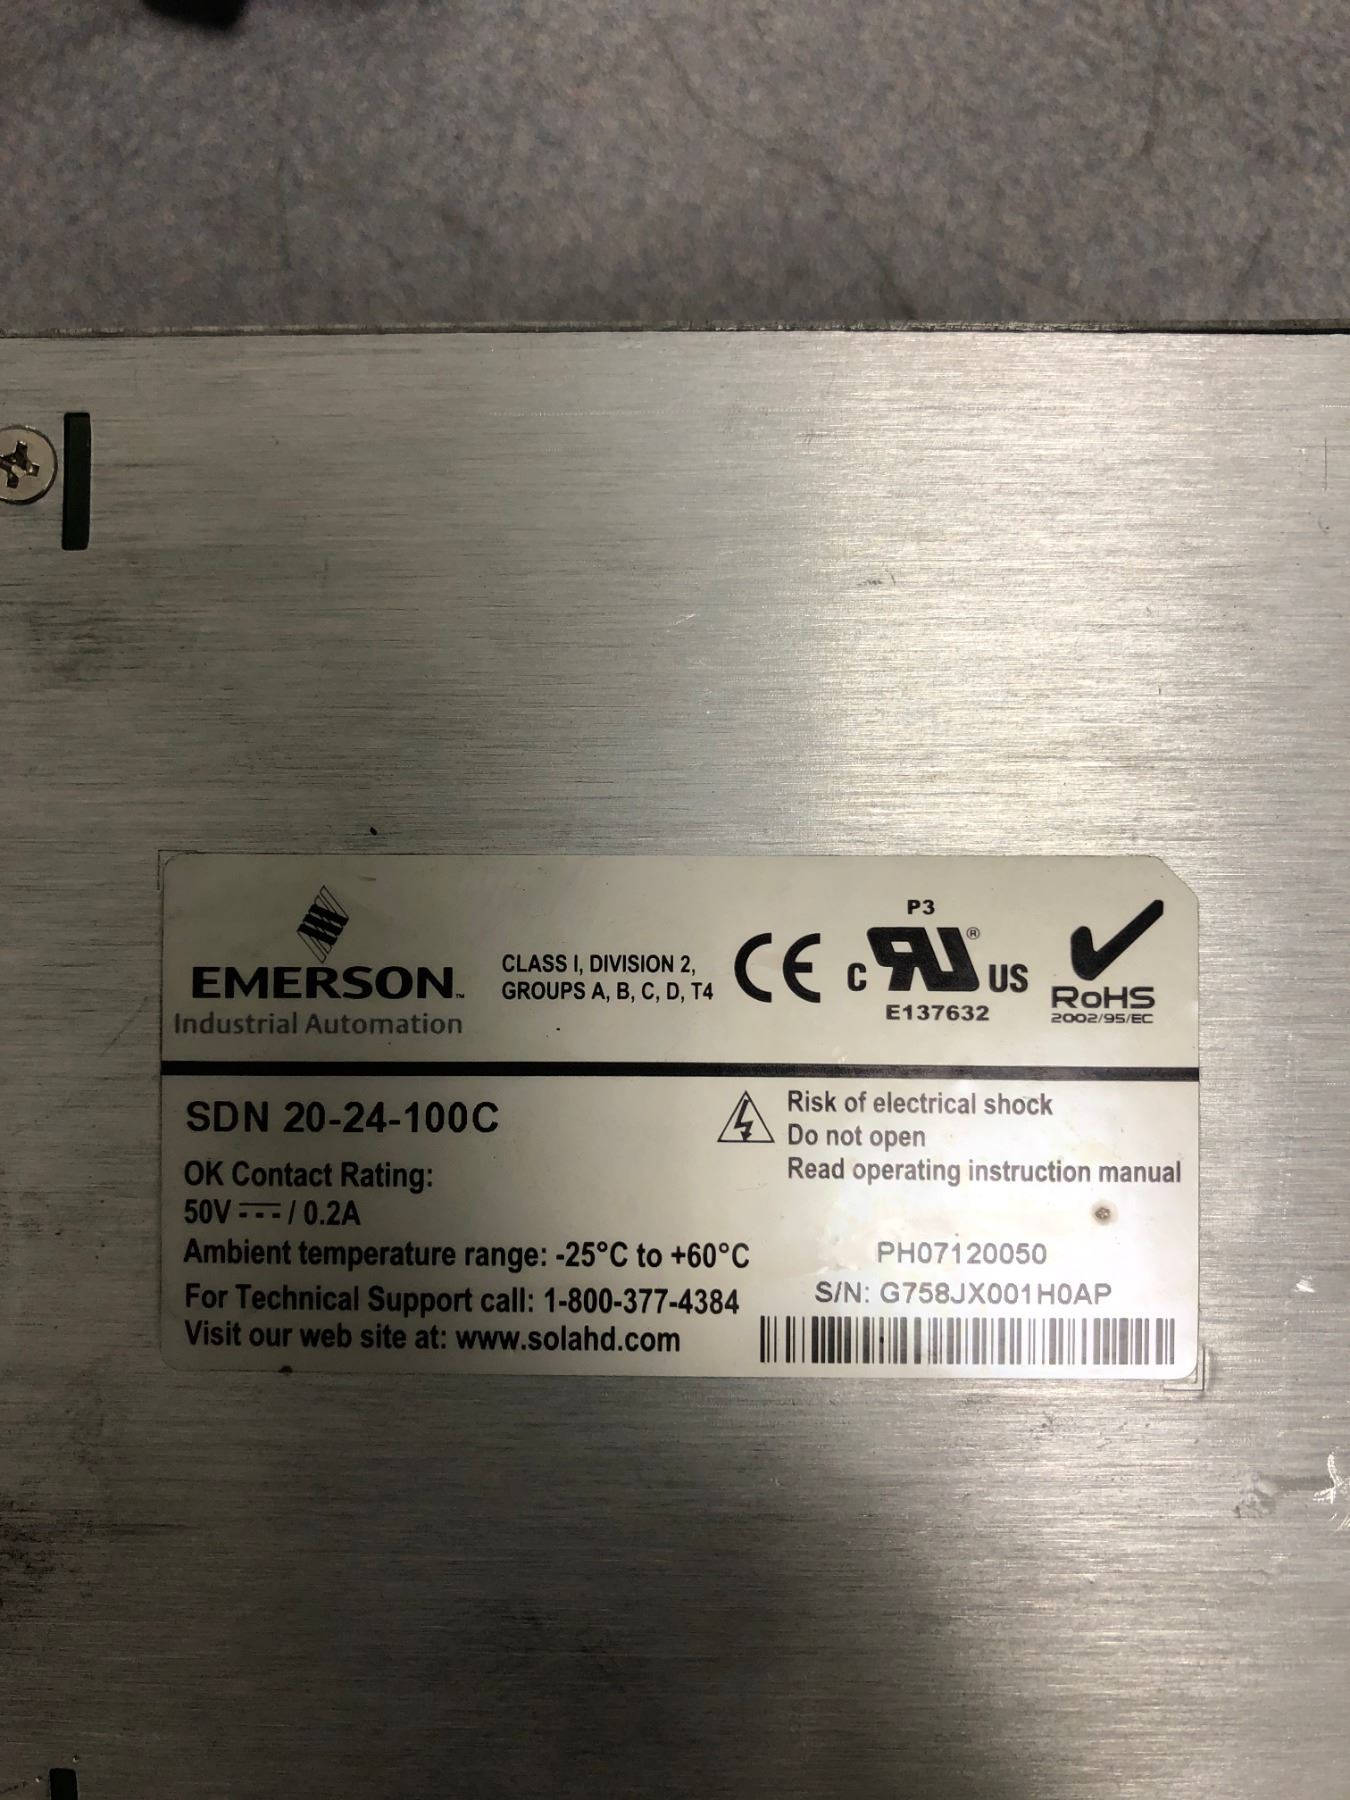 EMERSON™
Industrial Automation
CLASS I, DIVISION 2,
GROUPS A, B, C, D, T4
CE
P3
c RU® US
E137632
RoHS
2002/95/EC
SDN 20-24-100C
OK Contact Rating:
50V ⎓ / 0.2A
Ambient temperature range: -25°C to +60°C
For Technical Support call: 1-800-377-4384
Visit our web site at: www.solahd.com
Risk of electrical shock
Do not open
Read operating instruction manual
PH07120050
S/N: G758JX001H0AP